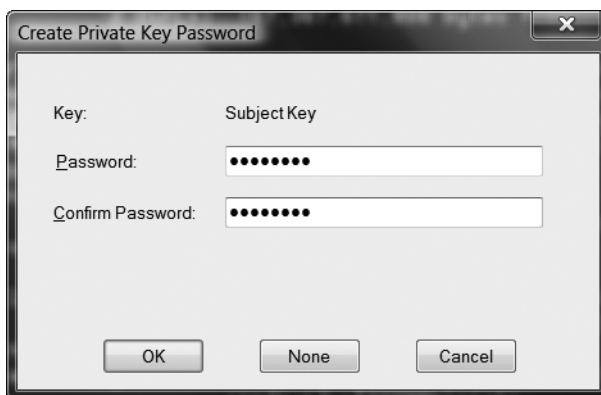 Create Private Key Password
Key: Subject Key
Password: ••••••••
Confirm Password: ••••••••
OK None Cancel